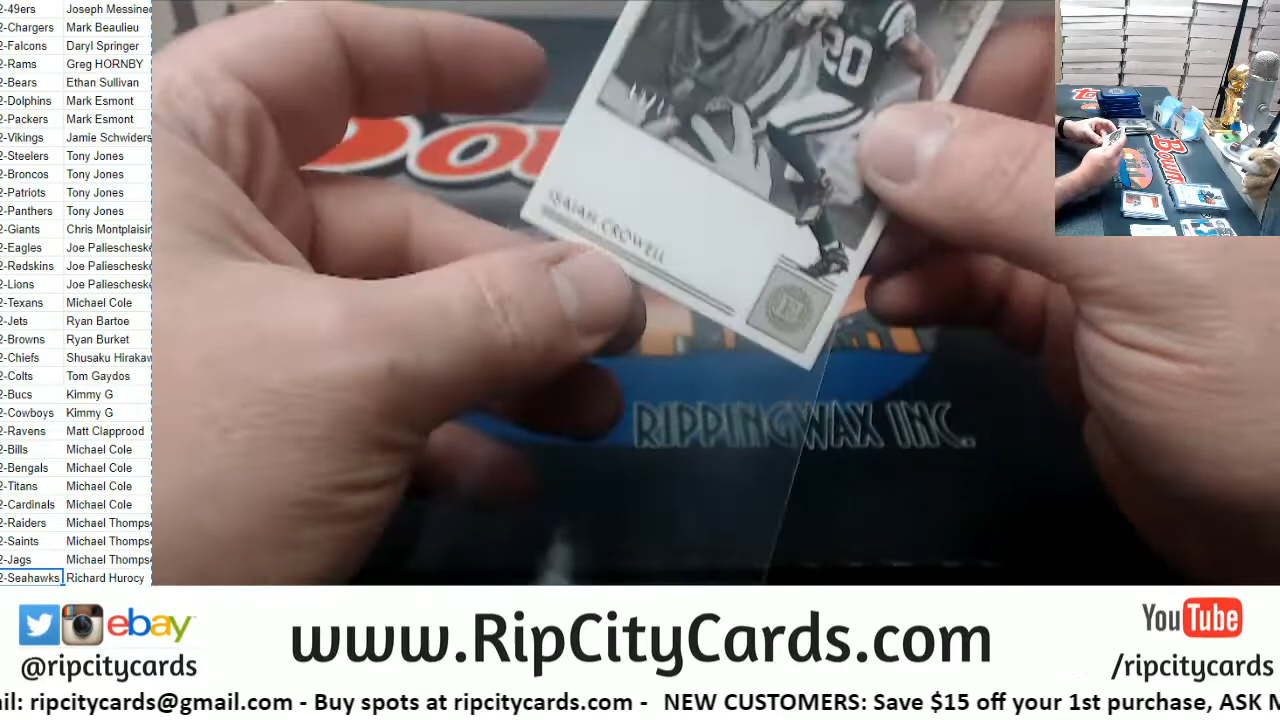 2-49ers Joseph Messined
2-Chargers Mark Beaulieu
2-Falcons Daryl Springer
2-Rams Greg HORNBY
2-Bears Ethan Sullivan
2-Dolphins Mark Esmont
2-Packers Mark Esmont
2-Vikings Jamie Schwiders
2-Steelers Tony Jones
2-Broncos Tony Jones
2-Patriots Tony Jones
2-Panthers Tony Jones
2-Giants Chris Montplaisir
2-Eagles Joe Paliescheske
2-Redskins Joe Paliescheske
2-Lions Joe Paliescheske
2-Texans Michael Cole
2-Jets Ryan Bartoe
2-Browns Ryan Burket
2-Chiefs Shusaku Hirakaw
2-Colts Tom Gaydos
2-Bucs Kimmy G
2-Cowboys Kimmy G
2-Ravens Matt Clapprood
2-Bills Michael Cole
2-Bengals Michael Cole
2-Titans Michael Cole
2-Cardinals Michael Cole
2-Raiders Michael Thomps
2-Saints Michael Thomps
2-Jags Michael Thomps
2-Seahawks Richard Hurocy
20
ISAIAH CROWELL
E
RIPPINGWAX INC.
ebay
@ripcitycards
www.RipCityCards.com
YouTube
/ripcitycards
ail: ripcitycards@gmail.com - Buy spots at ripcitycards.com - NEW CUSTOMERS: Save $15 off your 1st purchase, ASK M